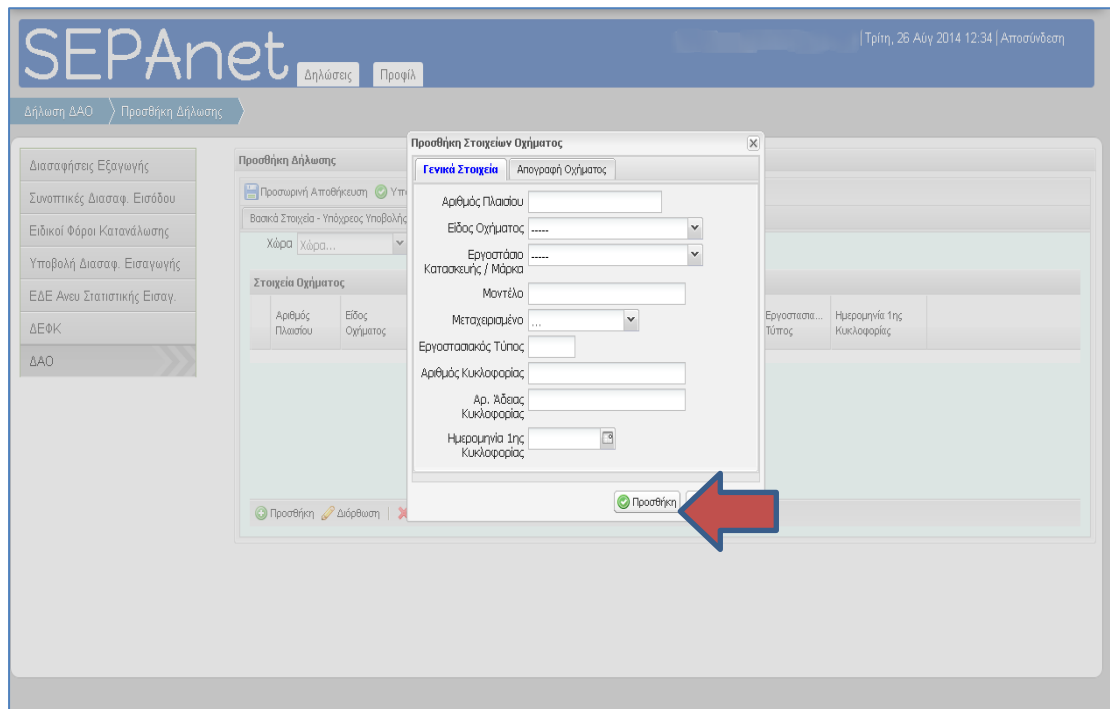 SEPAnet
Δηλώσεις Προφίλ
|Τρίτη, 26 Αύγ 2014 12:34 | Αποσύνδεση
Δήλωση ΔΑΟ Προσθήκη Δήλωσης
Διασαφήσεις Εξαγωγής
Συνοπτικές Διασαφ. Εισόδου
Ειδικοί Φόροι Κατανάλωσης
Υποβολή Διασαφ. Εισαγωγής
ΕΔΕ Ανευ Στατιστικής Εισαγ.
ΔΕΦΚ
ΔΑΟ
Προσθήκη Δήλωσης
Προσωρινή Αποθήκευση
Βασικά Στοιχεία - Υπόχρεος Υποβολής
Χώρα Χώρα...
Στοιχεία Οχήματος
Αριθμός Πλαισίου
Είδος Οχήματος
Εργοστασια... Τύπος
Ημερομηνία 1ης Κυκλοφορίας
Προσθήκη Διόρθωση |
Προσθήκη Στοιχείων Οχήματος
Γενικά Στοιχεία Απογραφή Οχήματος
Αριθμός Πλαισίου
Είδος Οχήματος -----
Εργοστάσιο -----
Κατασκευής / Μάρκα
Μοντέλο
Μεταχειρισμένο ...
Εργοστασιακός Τύπος
Αριθμός Κυκλοφορίας
Αρ. Άδειας
Κυκλοφορίας
Ημερομηνία 1ης
Κυκλοφορίας
Προσθήκη